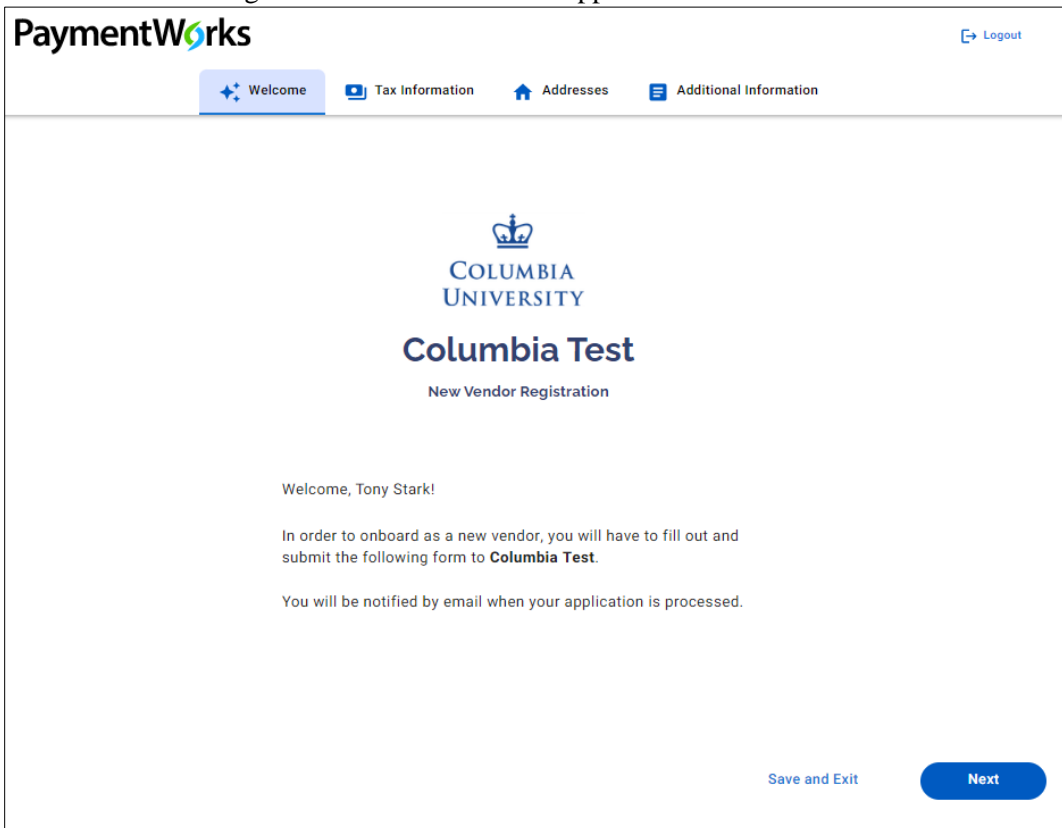 PaymentWorks
Logout
Welcome Tax Information Addresses Additional Information
COLUMBIA
UNIVERSITY
Columbia Test
New Vendor Registration
Welcome, Tony Stark!
In order to onboard as a new vendor, you will have to fill out and
submit the following form to Columbia Test.
You will be notified by email when your application is processed.
Save and Exit Next